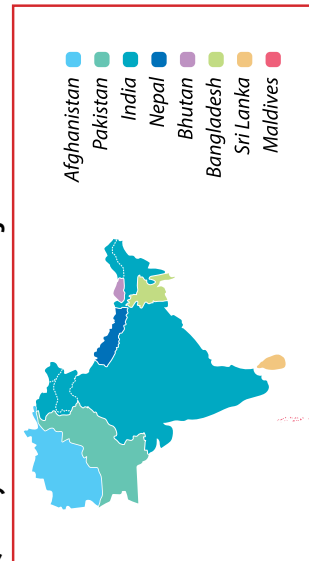 Afghanistan
Pakistan
India
Nepal
Bhutan
Bangladesh
Sri Lanka
Maldives